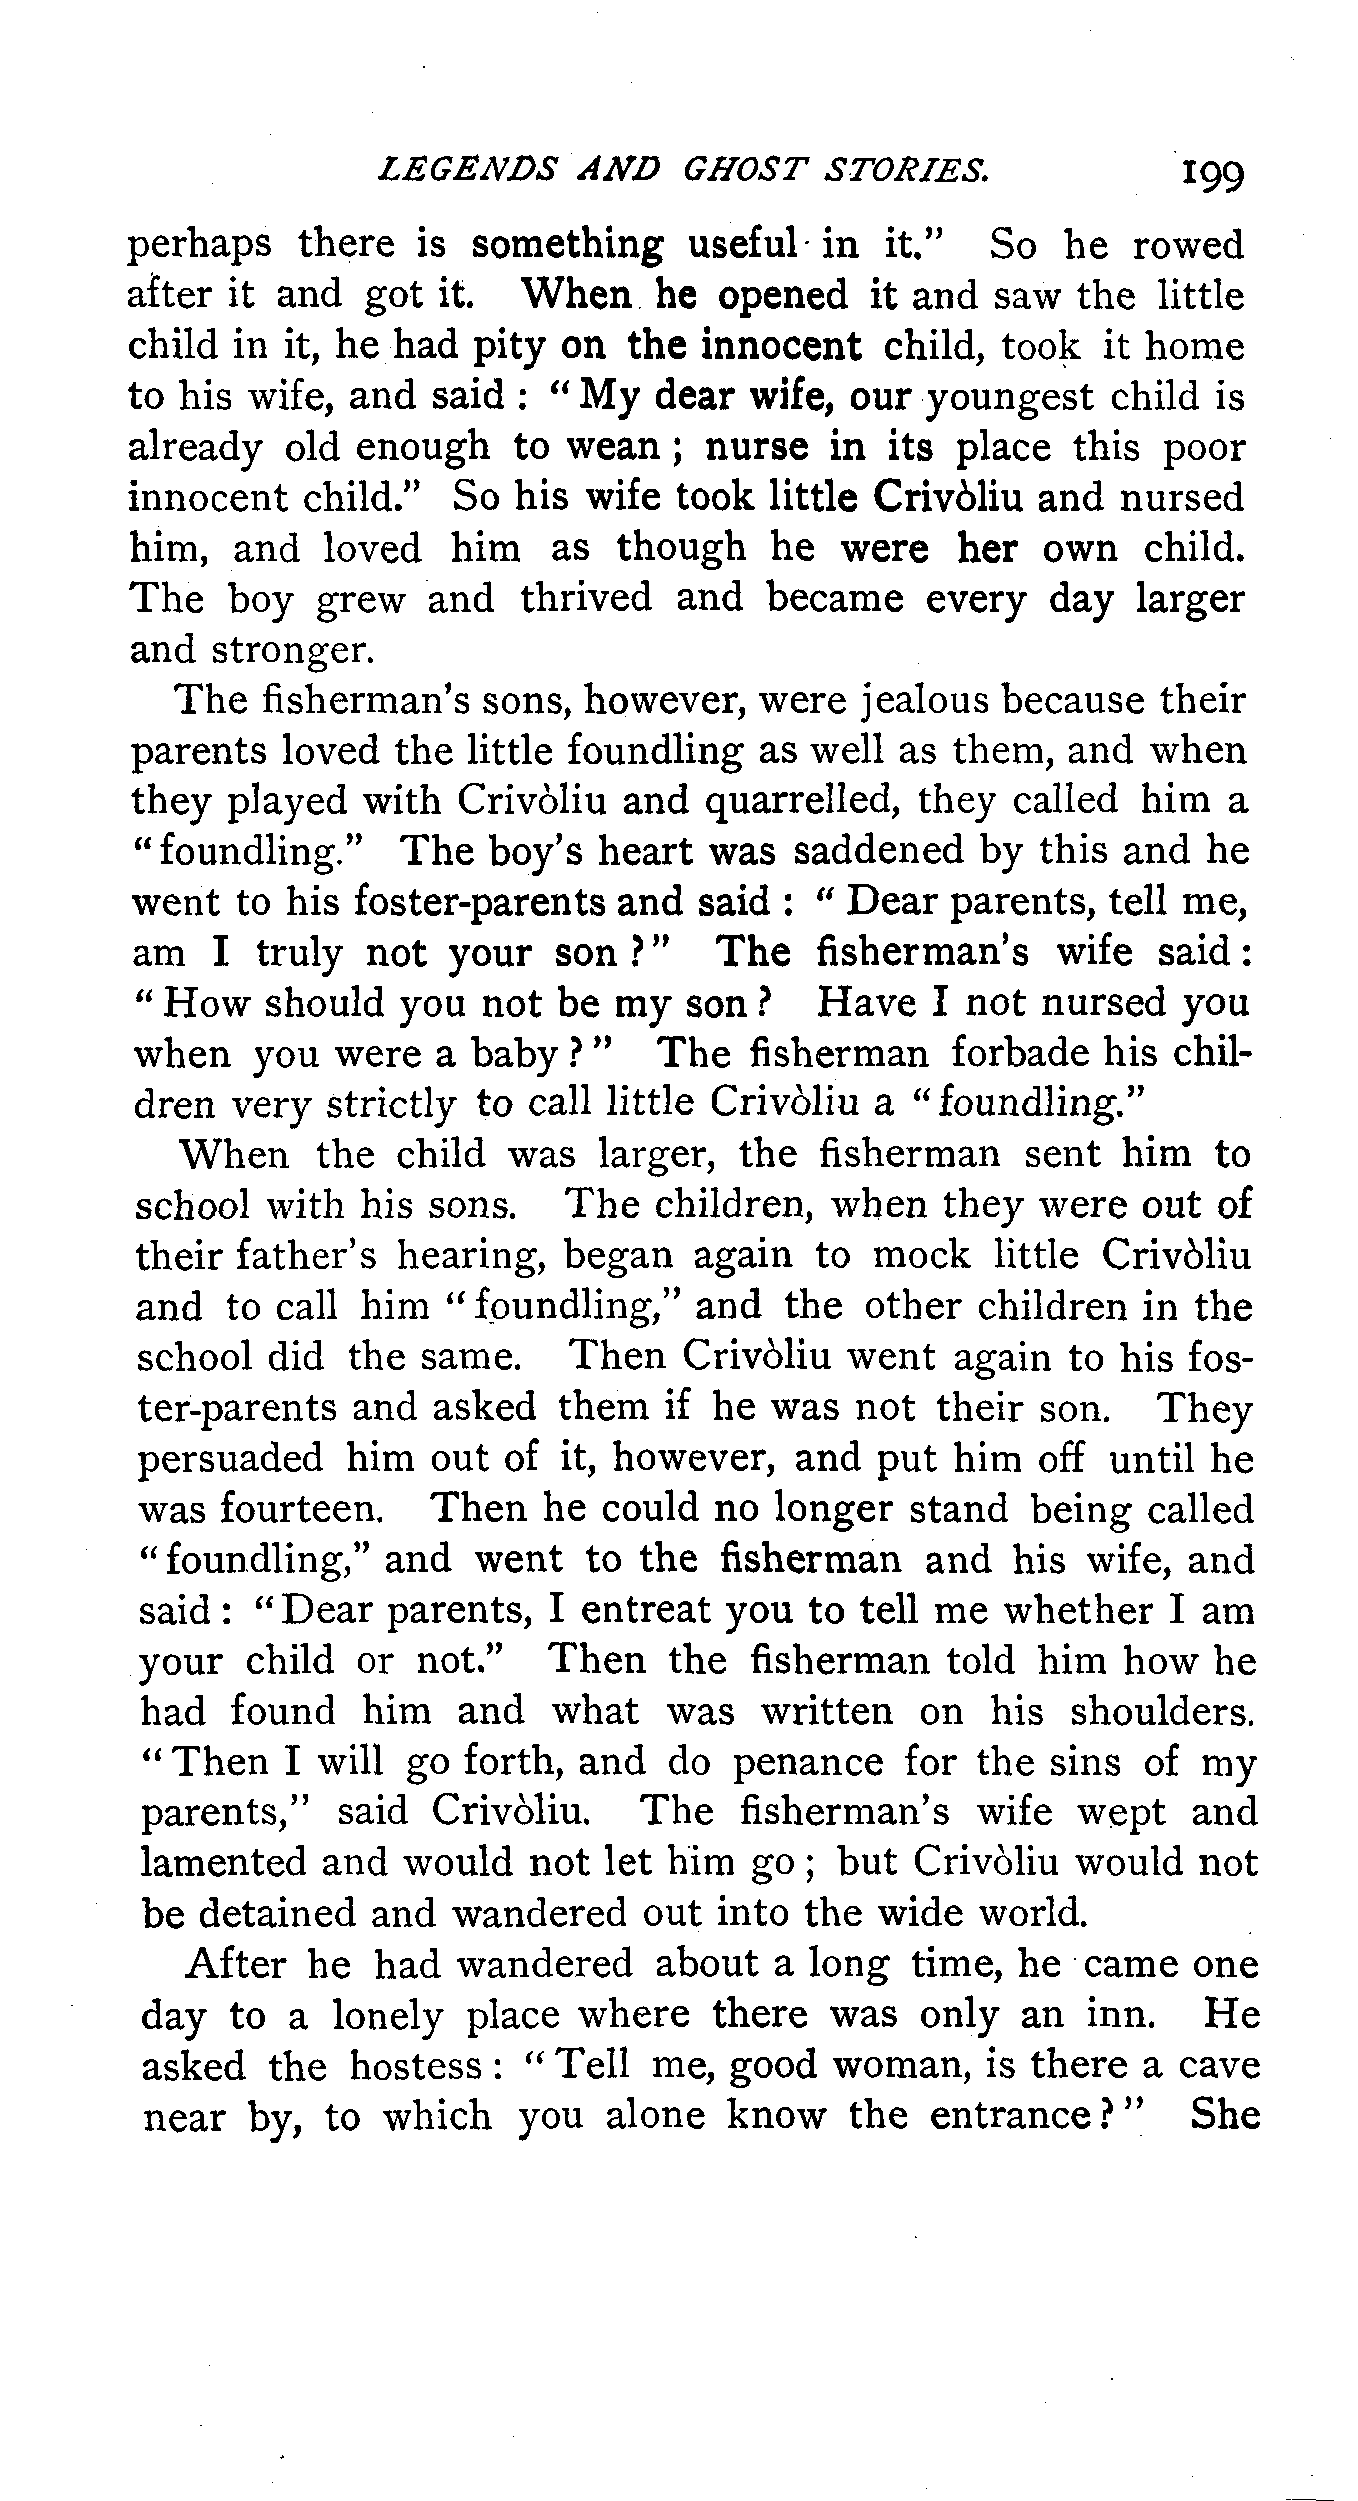 LEGENDS AND GHOST STORIES. 199
perhaps there is something useful in it." So he rowed
after it and got it. When he opened it and saw the little
child in it, he had pity on the innocent child, took it home
to his wife, and said : " My dear wife, our youngest child is
already old enough to wean ; nurse in its place this poor
innocent child." So his wife took little Crivòliu and nursed
him, and loved him as though he were her own child.
The boy grew and thrived and became every day larger
and stronger.
The fisherman's sons, however, were jealous because their
parents loved the little foundling as well as them, and when
they played with Crivòliu and quarrelled, they called him a
"foundling." The boy's heart was saddened by this and he
went to his foster-parents and said : " Dear parents, tell me,
am I truly not your son ?" The fisherman's wife said :
" How should you not be my son ? Have I not nursed you
when you were a baby ? " The fisherman forbade his chil-
dren very strictly to call little Crivòliu a "foundling."
When the child was larger, the fisherman sent him to
school with his sons. The children, when they were out of
their father's hearing, began again to mock little Crivòliu
and to call him "foundling," and the other children in the
school did the same. Then Crivòliu went again to his fos-
ter-parents and asked them if he was not their son. They
persuaded him out of it, however, and put him off until he
was fourteen. Then he could no longer stand being called
"foundling," and went to the fisherman and his wife, and
said : "Dear parents, I entreat you to tell me whether I am
your child or not." Then the fisherman told him how he
had found him and what was written on his shoulders.
"Then I will go forth, and do penance for the sins of my
parents," said Crivòliu. The fisherman's wife wept and
lamented and would not let him go ; but Crivòliu would not
be detained and wandered out into the wide world.
After he had wandered about a long time, he came one
day to a lonely place where there was only an inn. He
asked the hostess : "Tell me, good woman, is there a cave
near by, to which you alone know the entrance ? " She